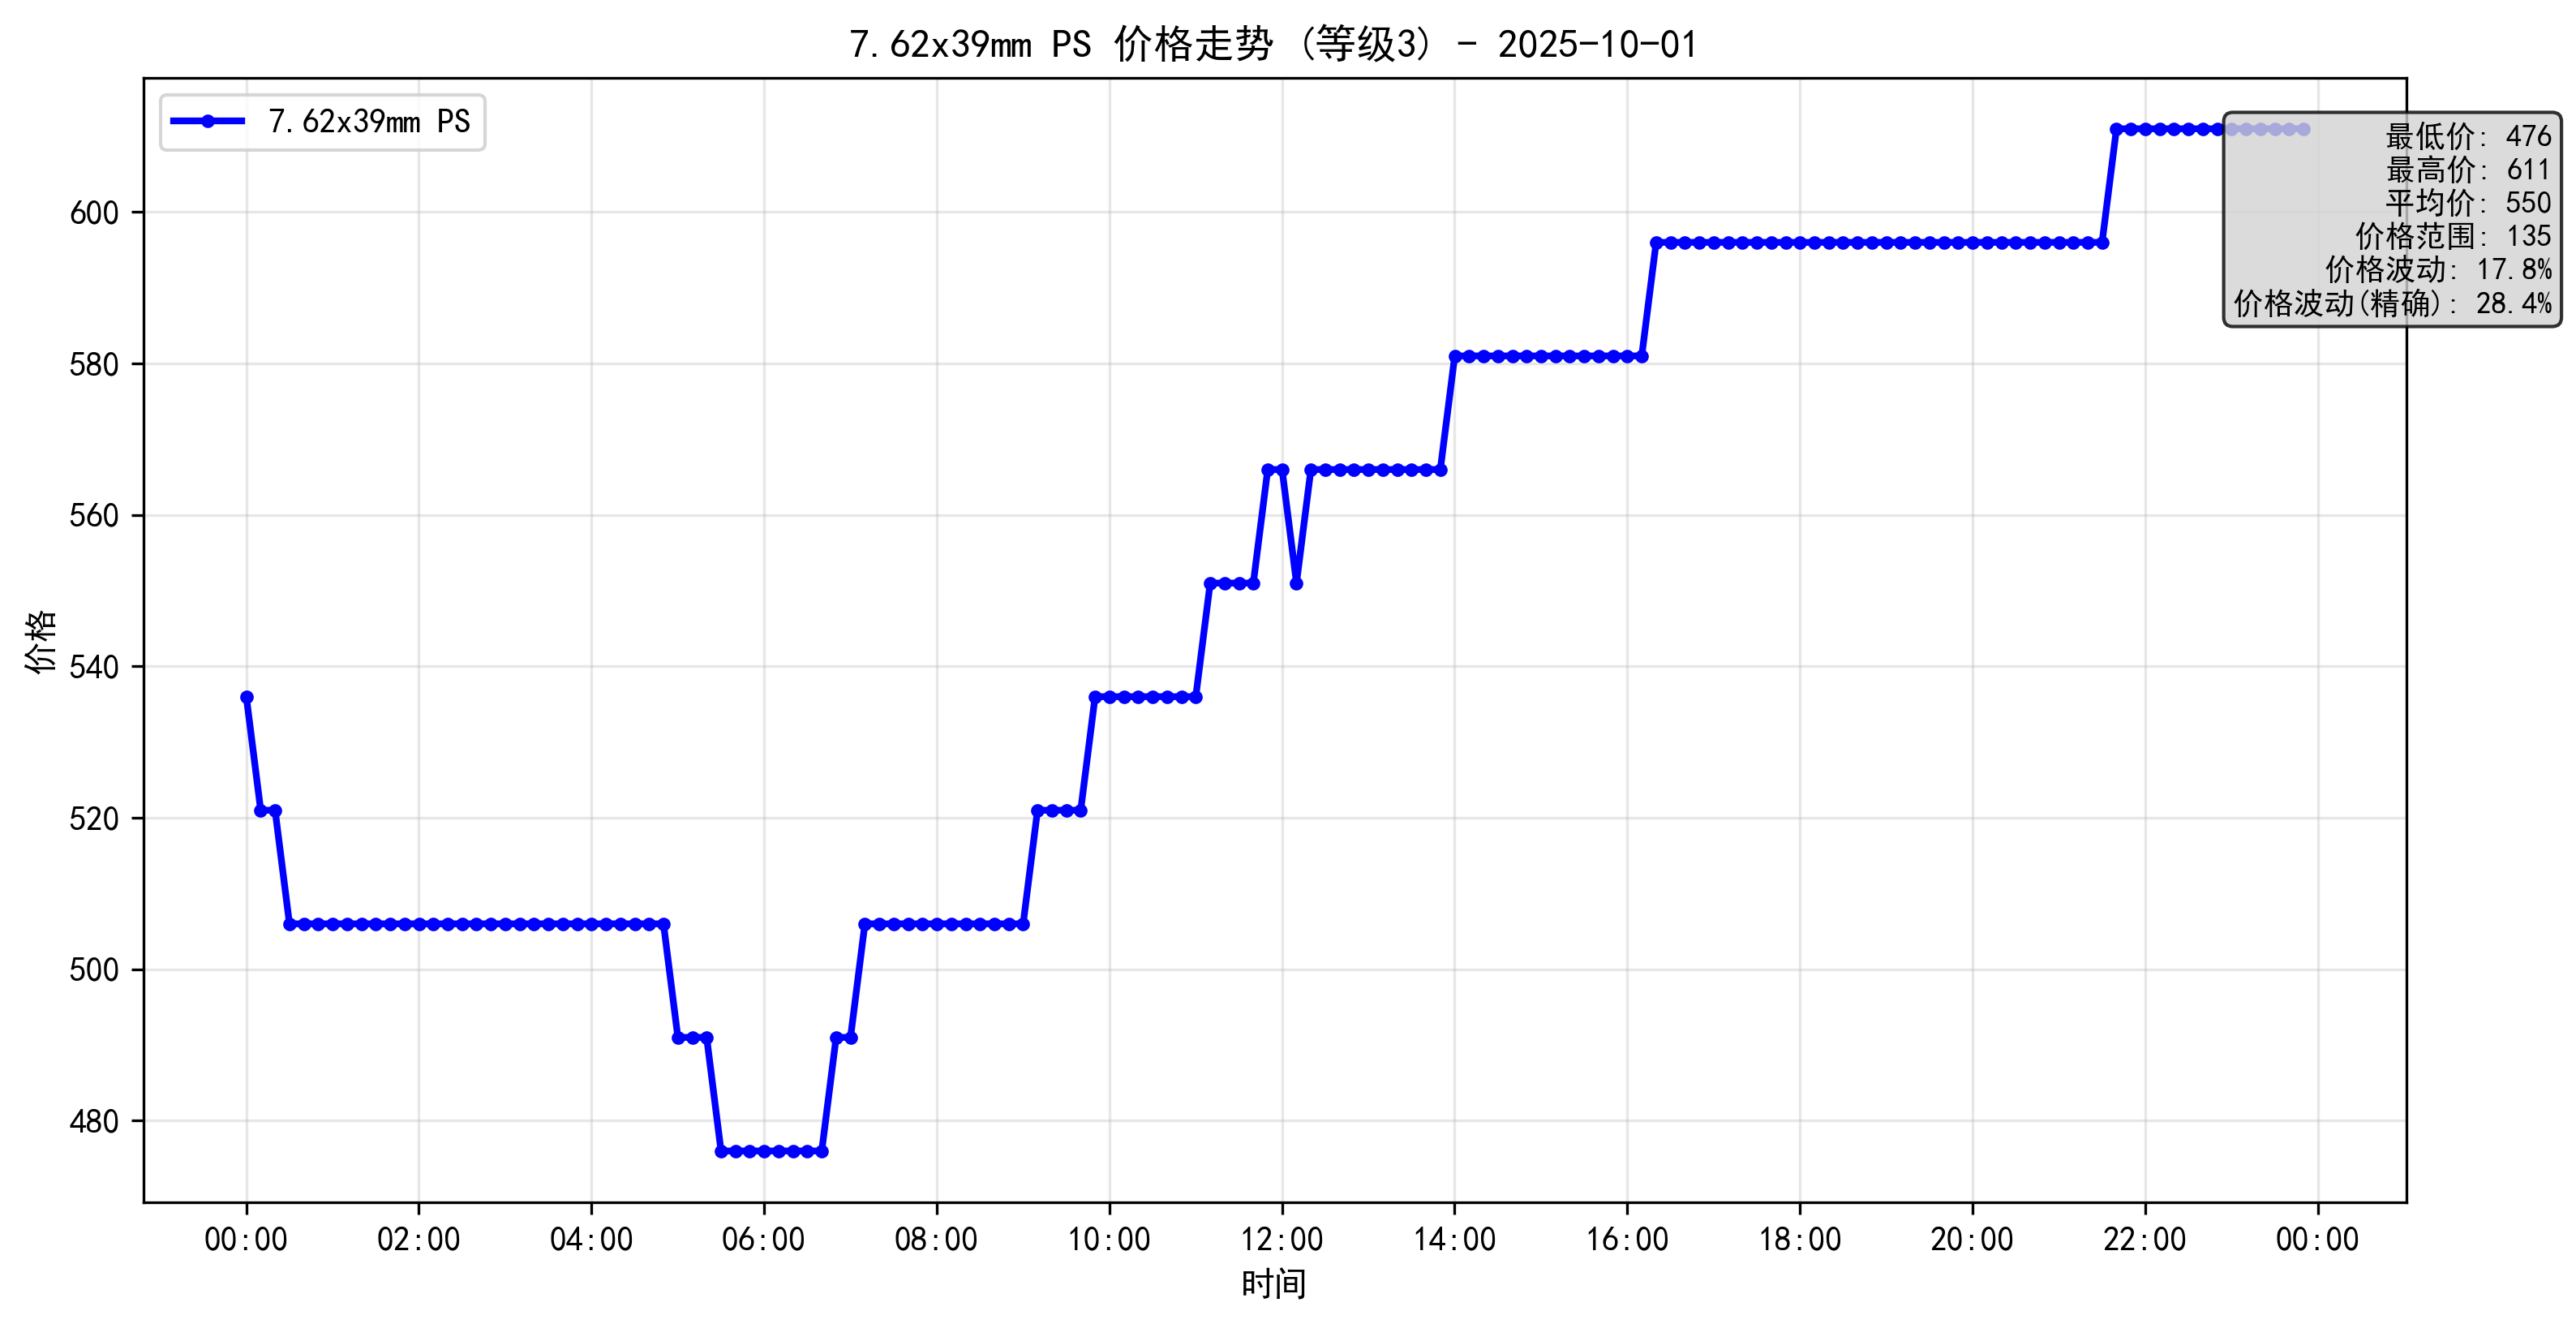 7.62x39mm PS 价格走势 (等级3) - 2025-10-01
7.62x39mm PS
最低价: 476
最高价: 611
平均价: 550
价格范围: 135
价格波动: 17.8%
价格波动(精确): 28.4%
600
580
560
540
520
500
480
价格
00:00 02:00 04:00 06:00 08:00 10:00 12:00 14:00 16:00 18:00 20:00 22:00 00:00
时间